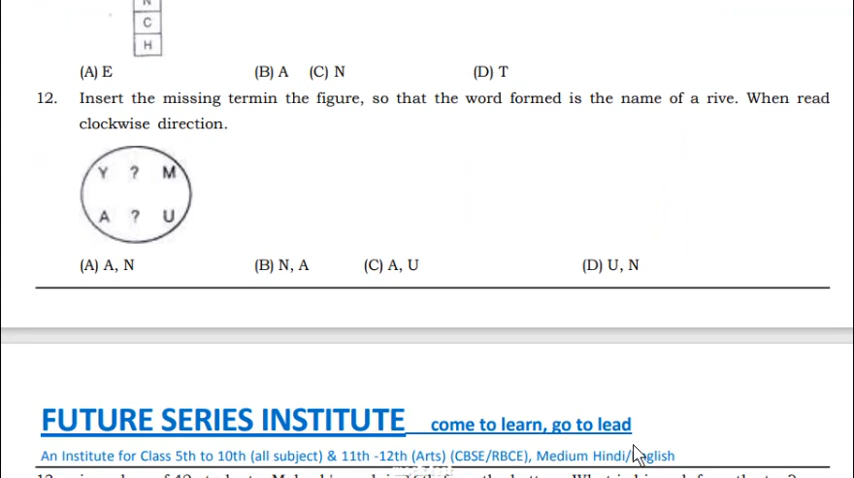 N
C
H
(A) E (B) A (C) N (D) T
12. Insert the missing termin the figure, so that the word formed is the name of a rive. When read
clockwise direction.
Y ? M
A ? U
(A) A, N (B) N, A (C) A, U (D) U, N
FUTURE SERIES INSTITUTE come to learn, go to lead
An Institute for Class 5th to 10th (all subject) & 11th -12th (Arts) (CBSE/RBCE), Medium Hindi/English